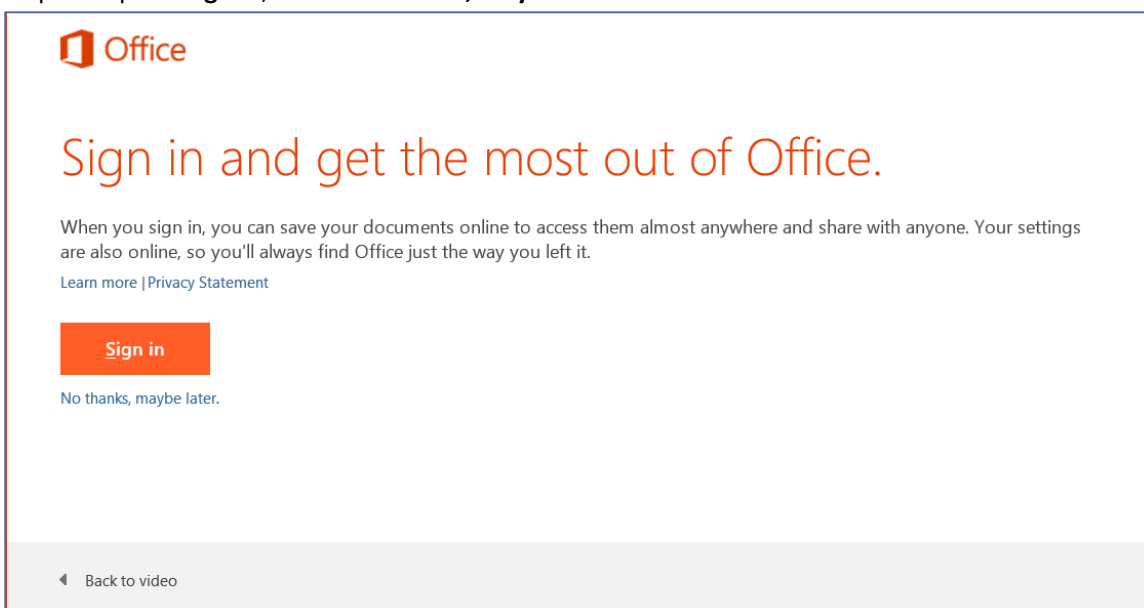 Office
Sign in and get the most out of Office.
When you sign in, you can save your documents online to access them almost anywhere and share with anyone. Your settings
are also online, so you'll always find Office just the way you left it.
Learn more | Privacy Statement
Sign in
No thanks, maybe later.
Back to video